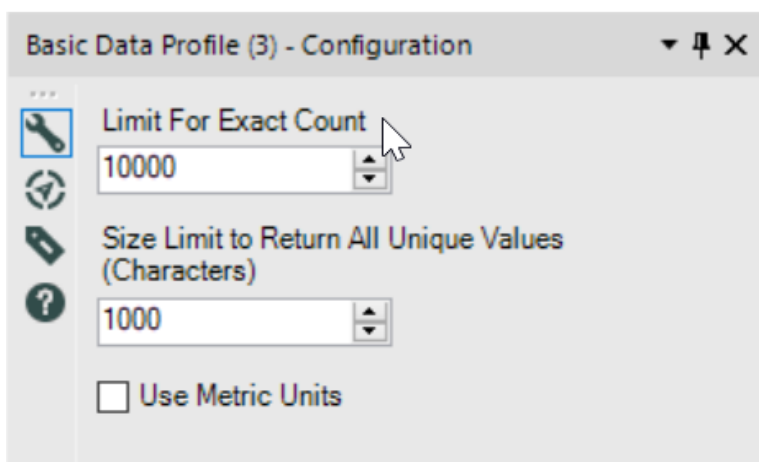 Basic Data Profile (3) - Configuration
Limit For Exact Count
10000
Size Limit to Return All Unique Values
(Characters)
1000
Use Metric Units